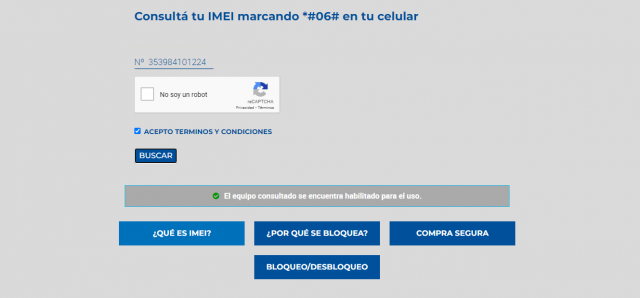 Consultá tu IMEI marcando *#06# en tu celular
Nº 353984101224
No soy un robot
reCAPTCHA
Privacidad - Términos
ACEPTO TERMINOS Y CONDICIONES
BUSCAR
El equipo consultado se encuentra habilitado para el uso.
¿QUÉ ES IMEI?
¿POR QUÉ SE BLOQUEA?
COMPRA SEGURA
BLOQUEO/DESBLOQUEO